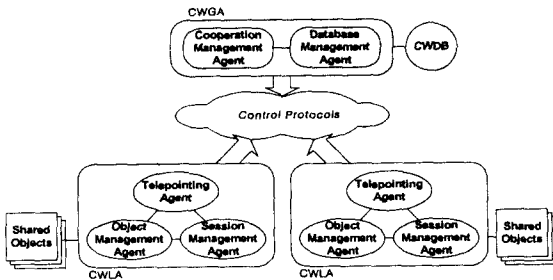 CWGA
Cooperation
Management
Agent
Database
Management
Agent
CWDB
Control Protocols
Telepointing
Agent
Object
Management
Agent
Session
Management
Agent
Shared
Objects
CWLA
Telepointing
Agent
Object
Management
Agent
Session
Management
Agent
Shared
Objects
CWLA